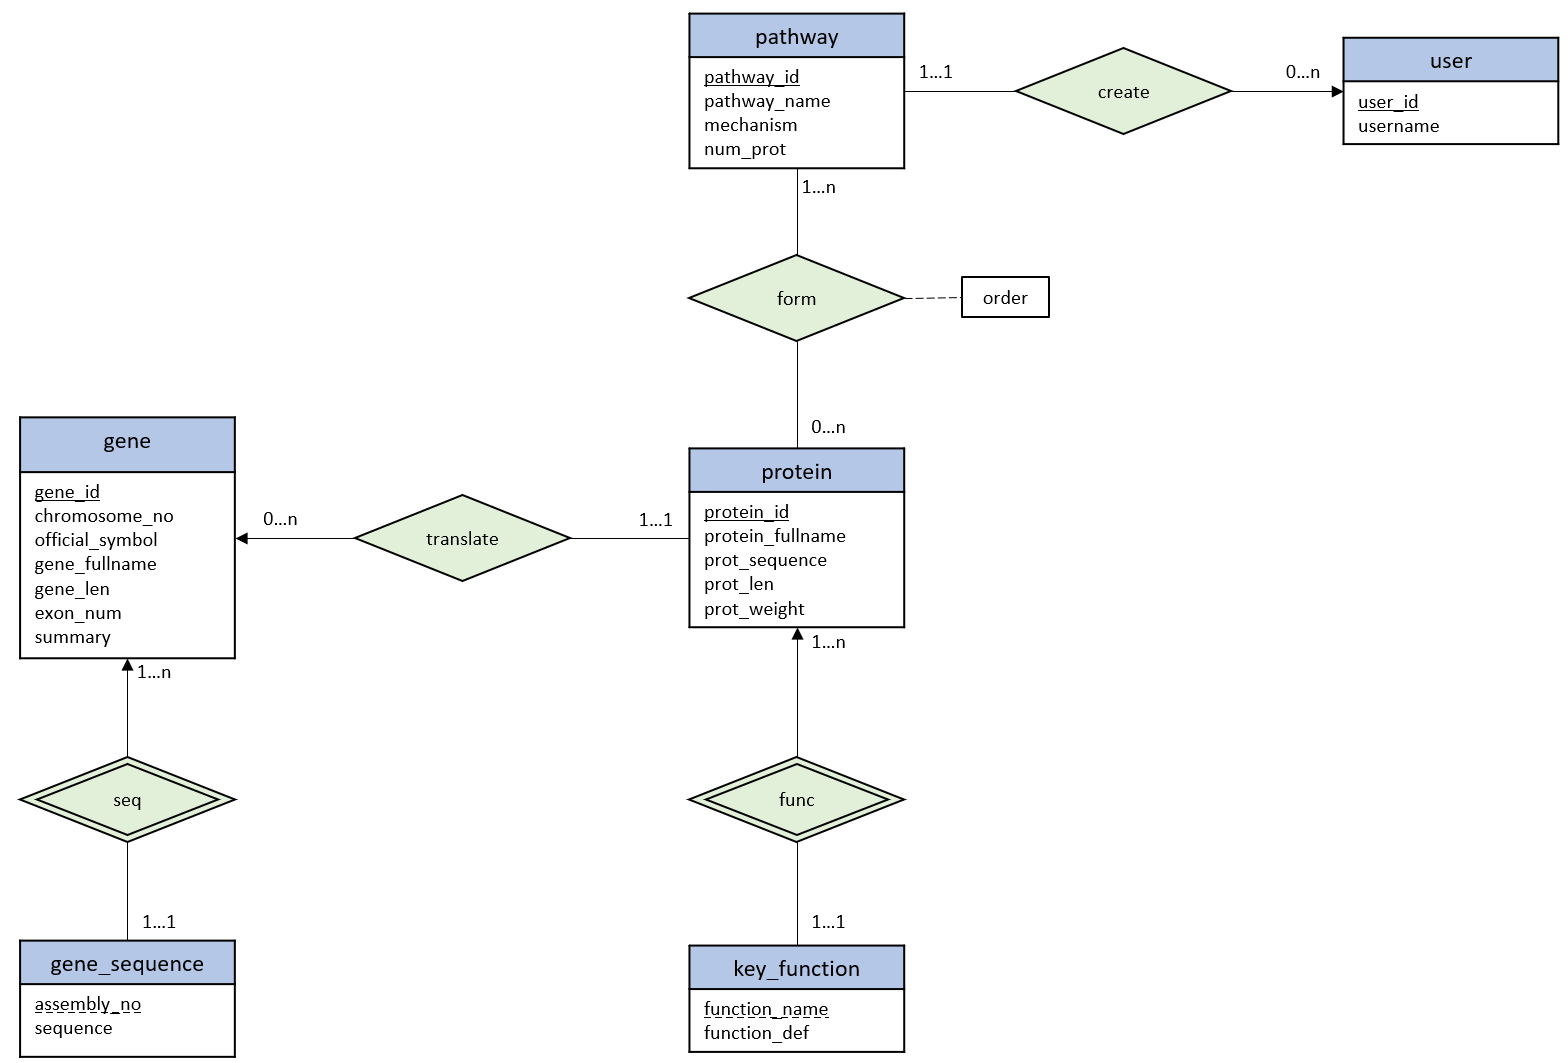 pathway
pathway_id
pathway_name
mechanism
num_prot
1...1
create
0...n
user
user_id
username
1...n
form
order
0...n
gene
gene_id
chromosome_no
official_symbol
gene_fullname
gene_len
exon_num
summary
0...n
translate
1...1
protein
protein_id
protein_fullname
prot_sequence
prot_len
prot_weight
1...n
seq
1...1
gene_sequence
assembly_no
sequence
1...n
func
1...1
key_function
function_name
function_def